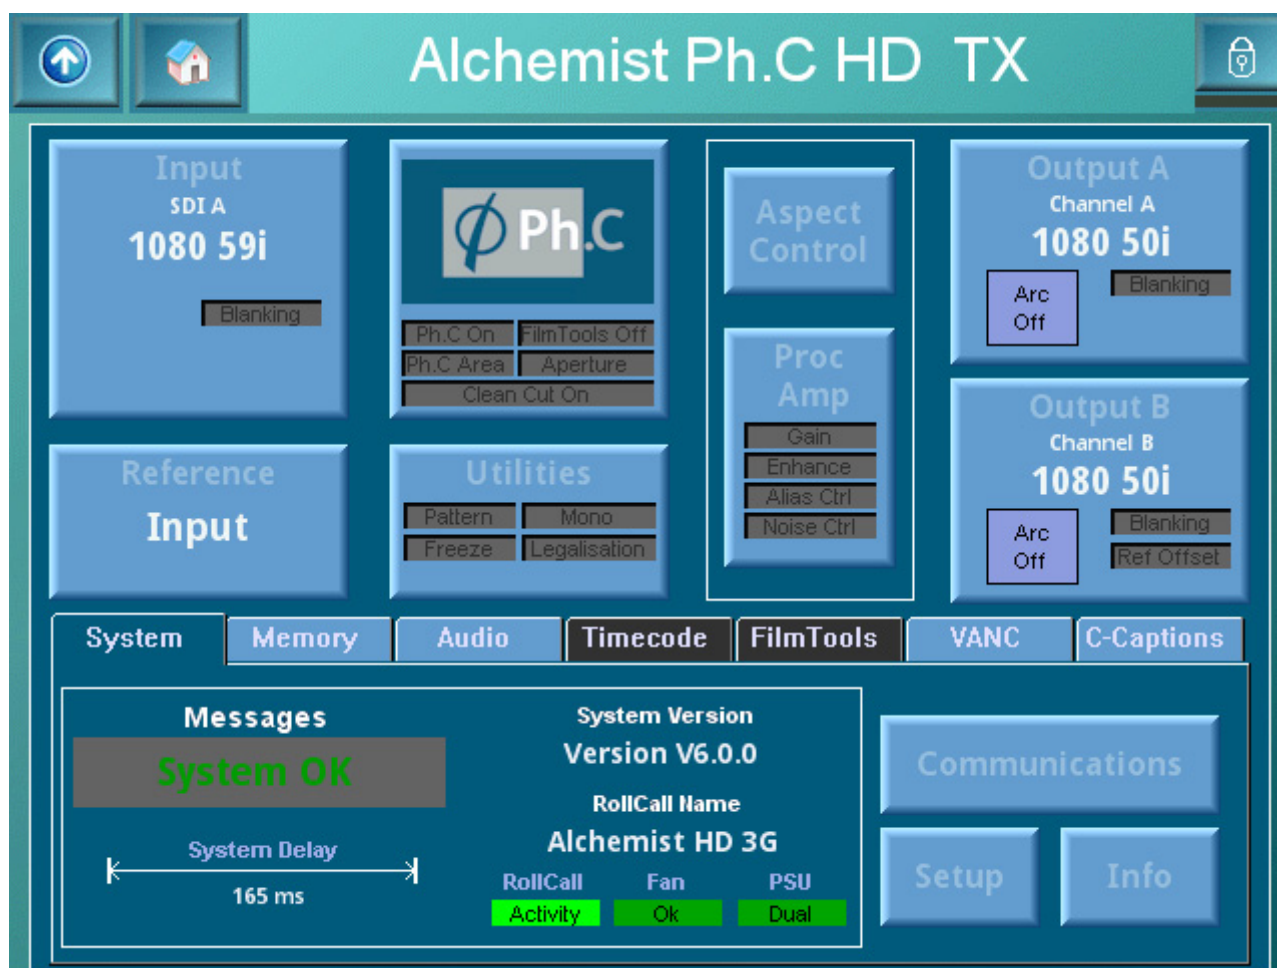 Alchemist Ph.C HD TX
Input
SDI A
1080 59i
Blanking
Ph.C
Ph.C On
FilmTools Off
Ph.C Area
Aperture
Clean Cut On
Aspect
Control
Output A
Channel A
1080 50i
Arc
Off
Blanking
Reference
Input
Utilities
Pattern
Mono
Freeze
Legalisation
Proc
Amp
Gain
Enhance
Alias Ctrl
Noise Ctrl
Output B
Channel B
1080 50i
Arc
Off
Blanking
Ref Offset
System
Memory
Audio
Timecode
FilmTools
VANC
C-Captions
Messages
System OK
System Delay
165 ms
System Version
Version V6.0.0
RollCall Name
Alchemist HD 3G
RollCall
Fan
PSU
Activity
Ok
Dual
Communications
Setup
Info